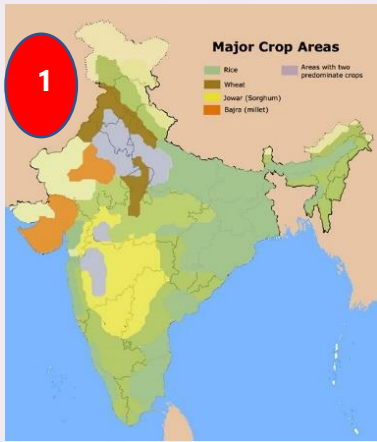 1
Major Crop Areas
Rice
Wheat
Jowar (Sorghum)
Bajra (millet)
Areas with two
predominate crops